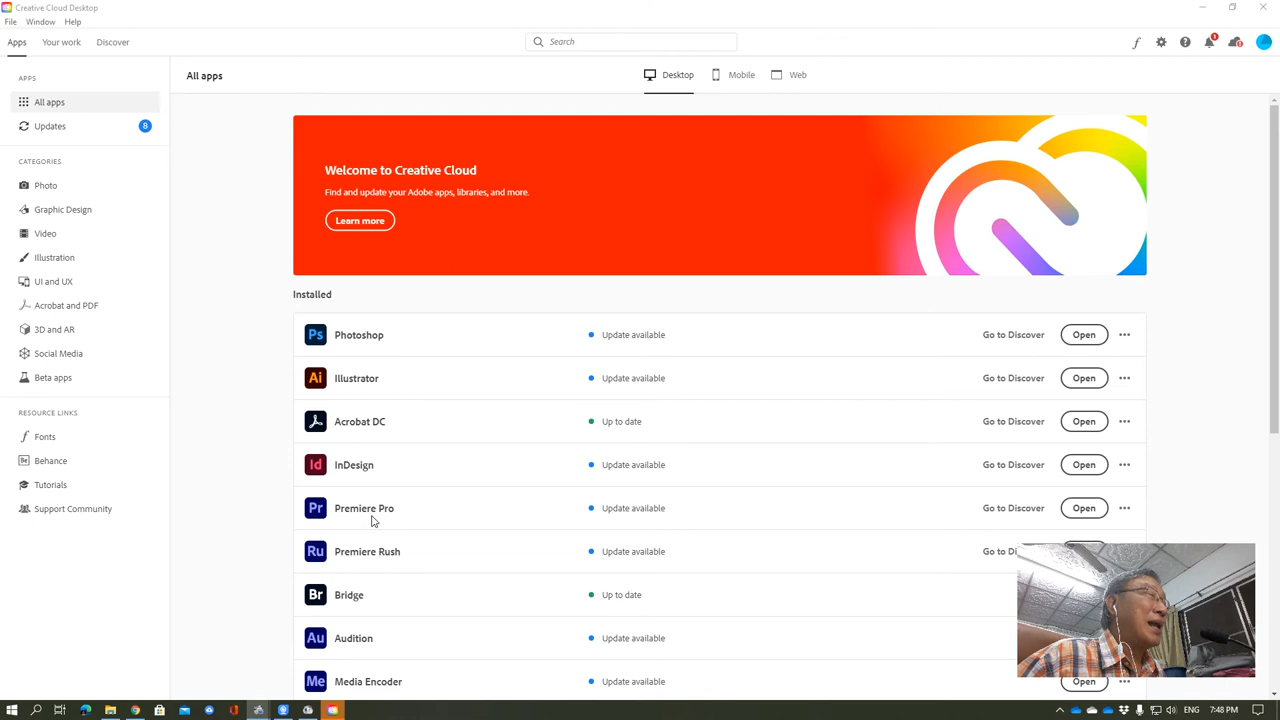 Creative Cloud Desktop
File Window Help
Apps Your work Discover
Search
1
APPS
All apps
Updates 8
CATEGORIES
Photo
Graphic Design
Video
Illustration
UI and UX
Acrobat and PDF
3D and AR
Social Media
Beta apps
RESOURCE LINKS
Fonts
Behance
Tutorials
Support Community
All apps
Desktop Mobile Web
Welcome to Creative Cloud
Find and update your Adobe apps, libraries, and more.
Learn more
Installed
Ps Photoshop Update available Go to Discover Open
Ai Illustrator Update available Go to Discover Open
Acrobat DC Up to date Go to Discover Open
Id InDesign Update available Go to Discover Open
Pr Premiere Pro Update available Go to Discover Open
Ru Premiere Rush Update available Go to Di
Br Bridge Up to date
Au Audition Update available
Me Media Encoder Update available Open
ENG 7:48 PM